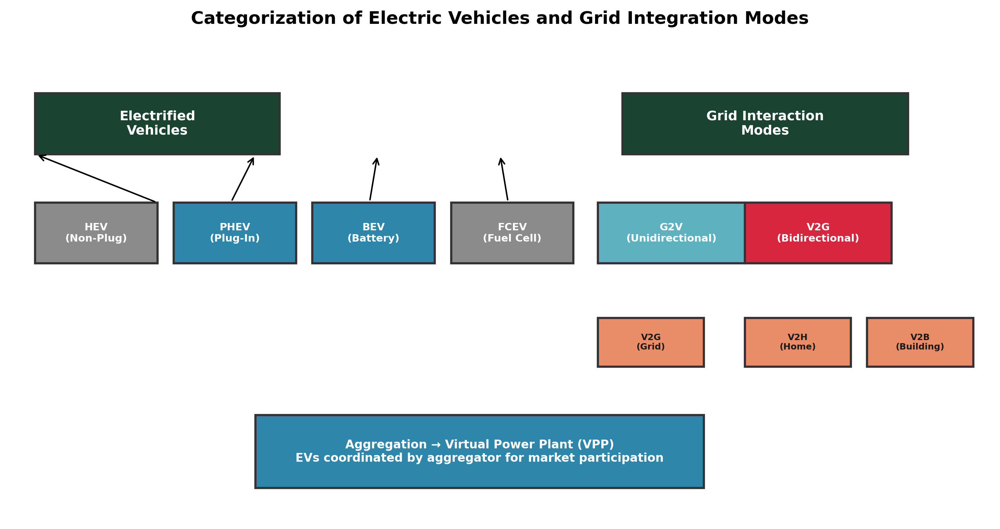 Categorization of Electric Vehicles and Grid Integration Modes
Electrified
Vehicles
Grid Interaction
Modes
HEV
(Non-Plug)
PHEV
(Plug-In)
BEV
(Battery)
FCEV
(Fuel Cell)
G2V
(Unidirectional)
V2G
(Bidirectional)
V2G
(Grid)
V2H
(Home)
V2B
(Building)
Aggregation → Virtual Power Plant (VPP)
EVs coordinated by aggregator for market participation